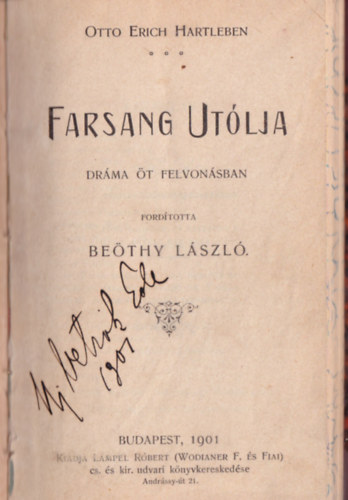 OTTO ERICH HARTLEBEN
* * *
FARSANG UTÓLJA
DRÁMA ÖT FELVONÁSBAN
FORDÍTOTTA
BEÖTHY LÁSZLÓ.
Ede
1901
BUDAPEST, 1901
KIADJA LAMPEL RÓBERT (WODIANER F. ÉS FIAI)
CS. ÉS KIR. UDVARI KÖNYVKERESKEDÉSE
Andrássy-út 21.